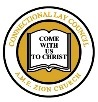 CONNECTIONAL LAY COUNCIL
COME
WITH
US
TO CHRIST
A.M.E. ZION CHURCH